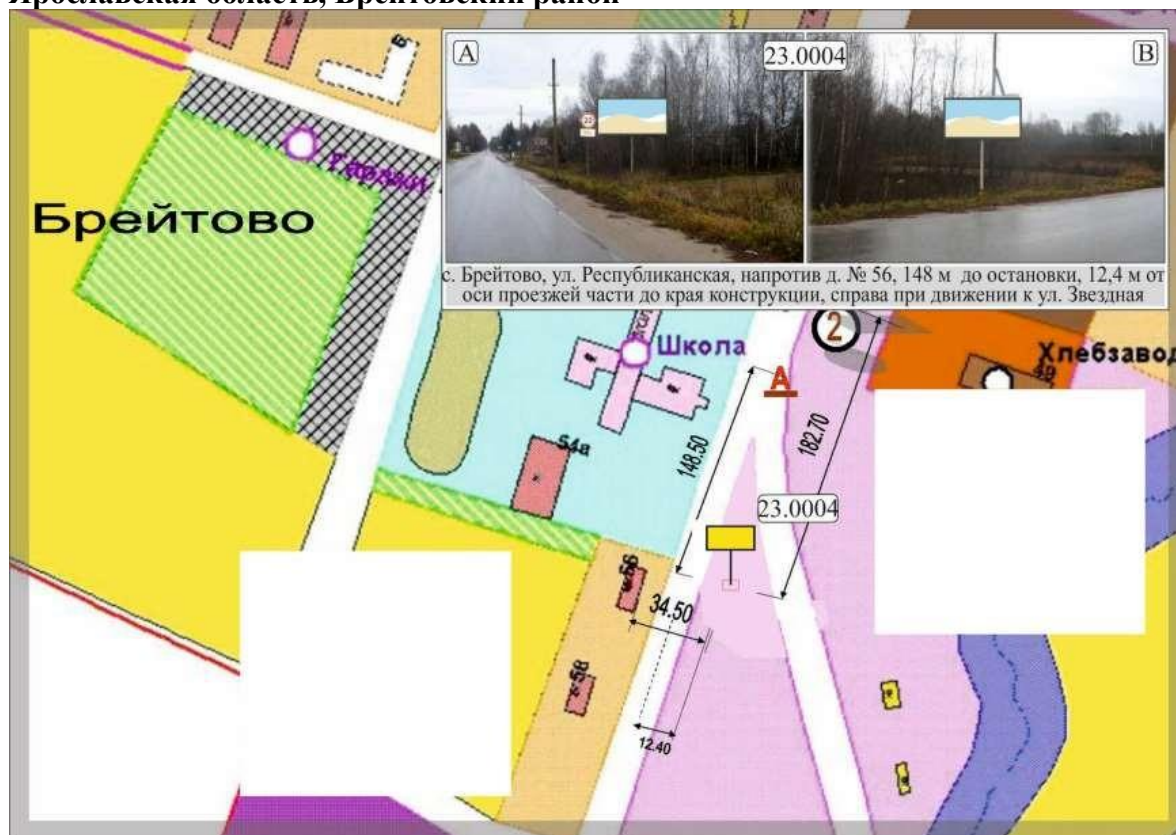 Ярославская область, Брейтовский район
А
23.0004
В
с. Брейтово, ул. Республиканская, напротив д. № 56, 148 м до остановки, 12,4 м от
оси проезжей части до края конструкции, справа при движении к ул. Звездная
Гаражи
Брейтово
Школа
2
Хлебзавод
49
А
54а
148.50
182.70
23.0004
56
34.50
58
12.40